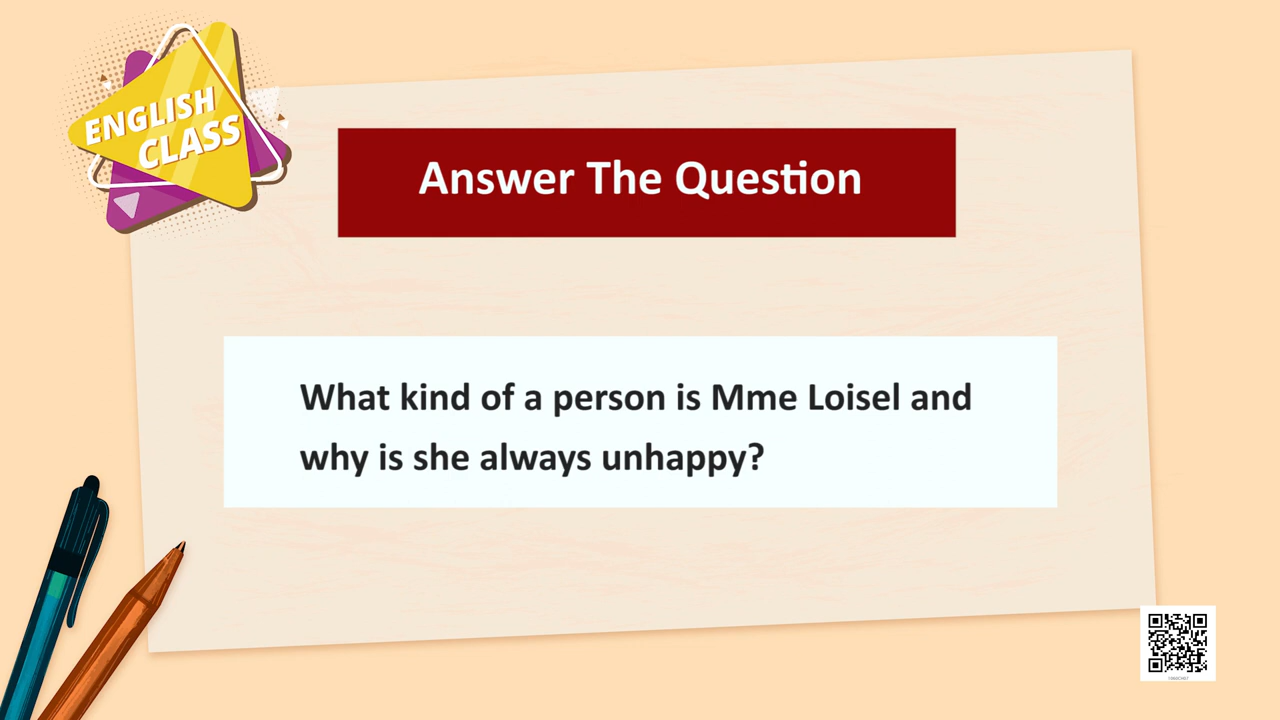 ENGLISH
CLASS
Answer The Question
What kind of a person is Mme Loisel and
why is she always unhappy?